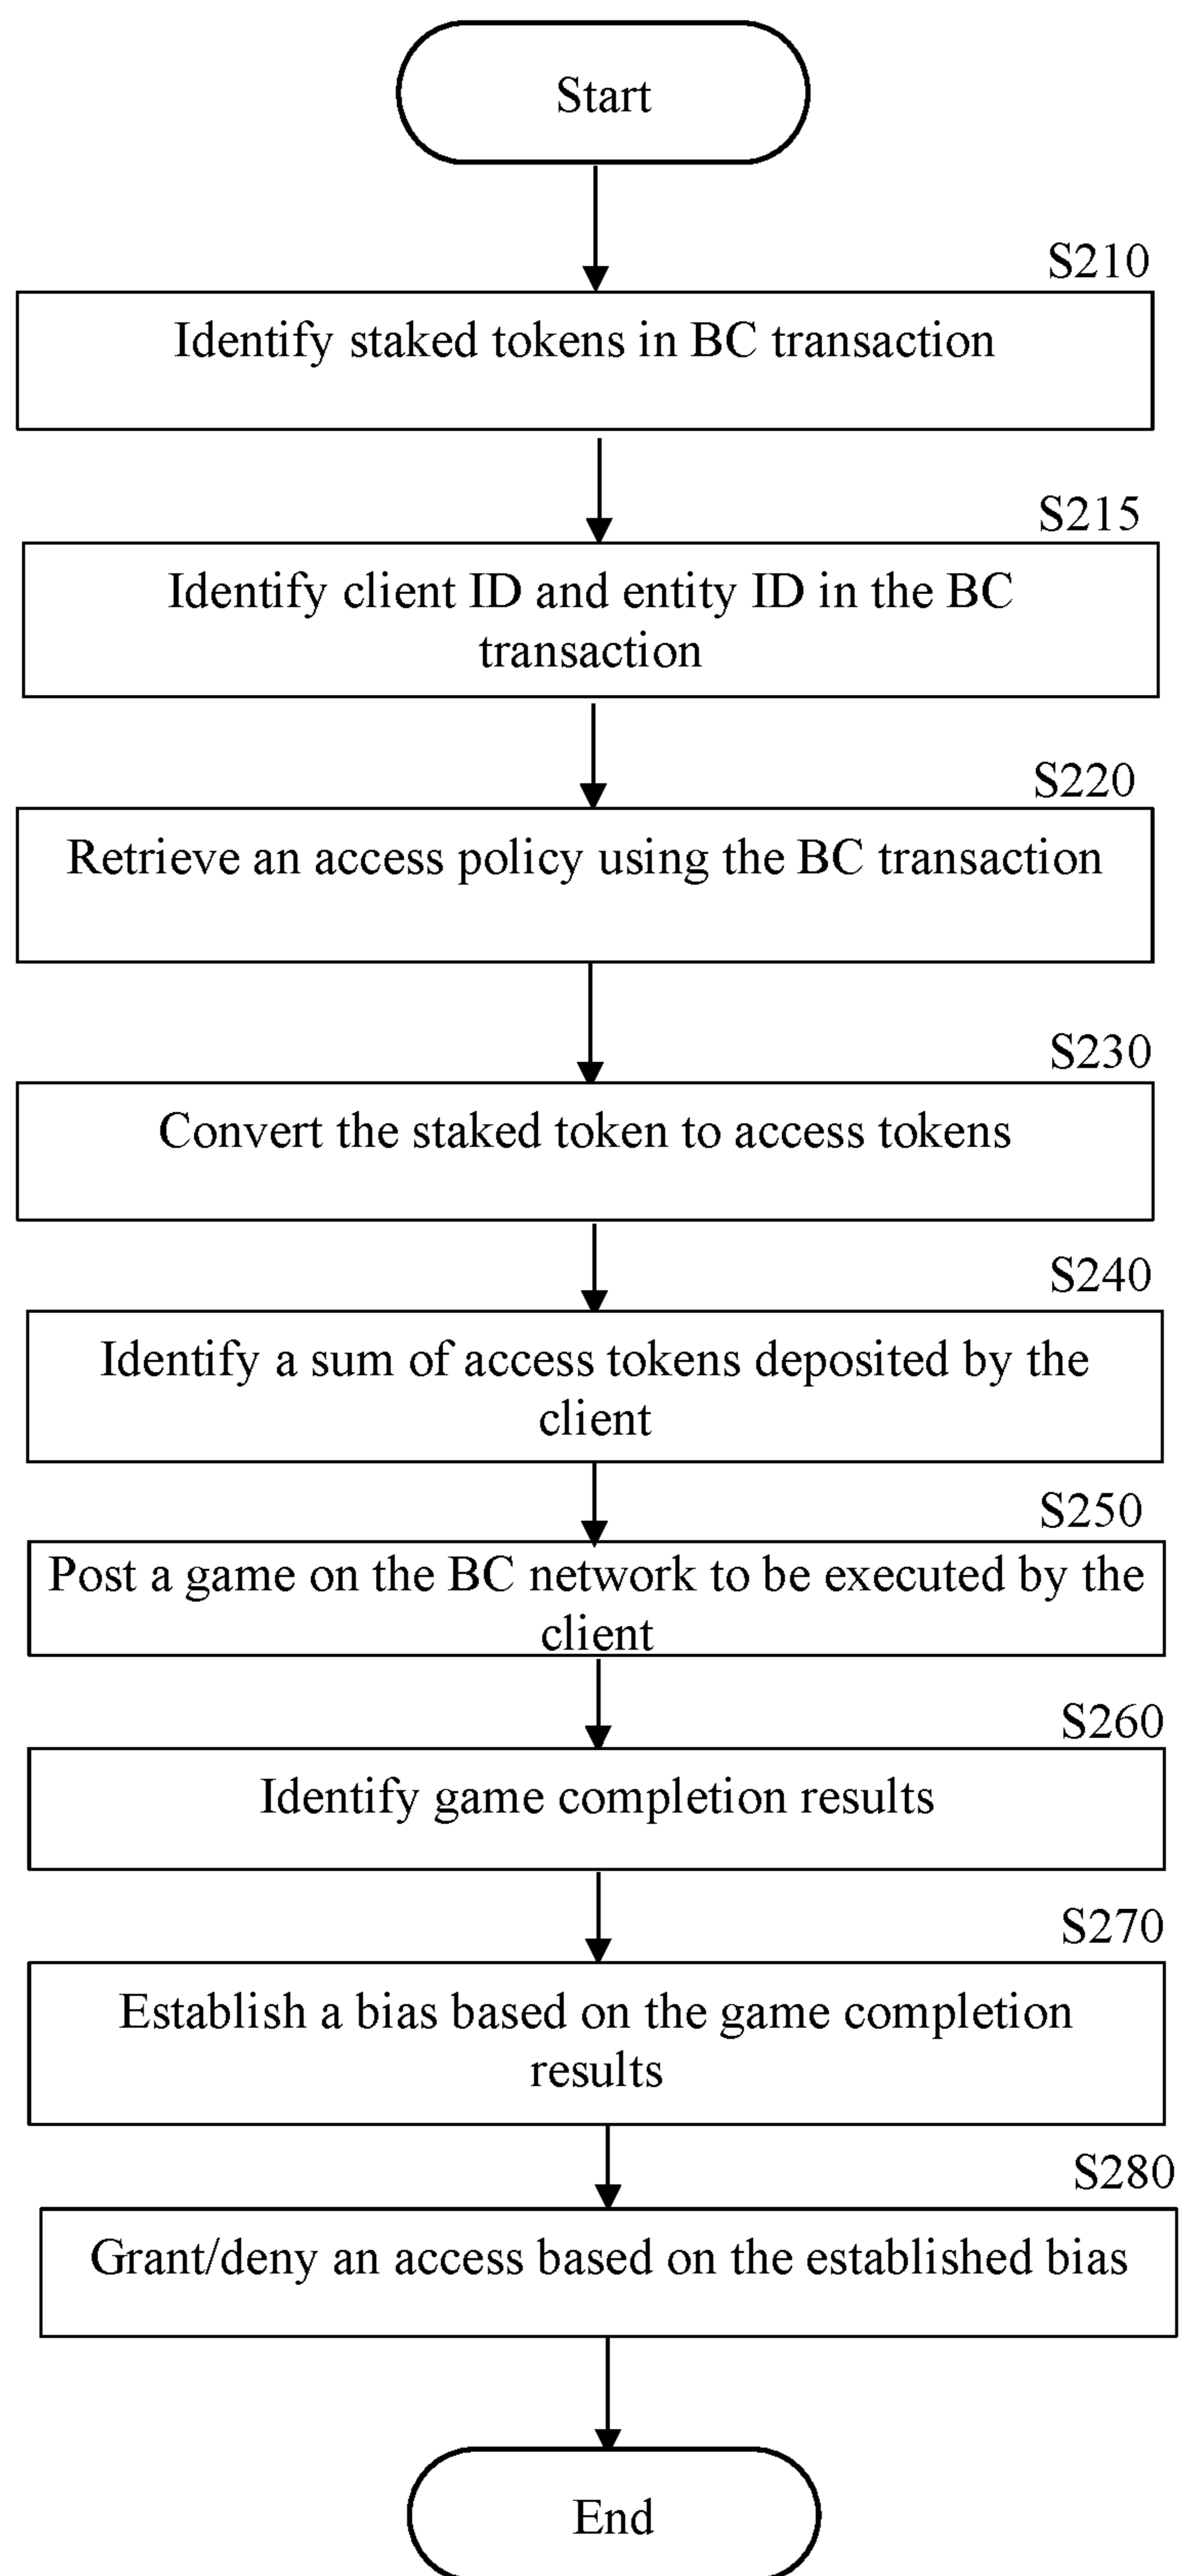 Start
S210
Identify staked tokens in BC transaction
S215
Identify client ID and entity ID in the BC
transaction
S220
Retrieve an access policy using the BC transaction
S230
Convert the staked token to access tokens
S240
Identify a sum of access tokens deposited by the
client
S250
Post a game on the BC network to be executed by the
client
S260
Identify game completion results
S270
Establish a bias based on the game completion
results
S280
Grant/deny an access based on the established bias
End